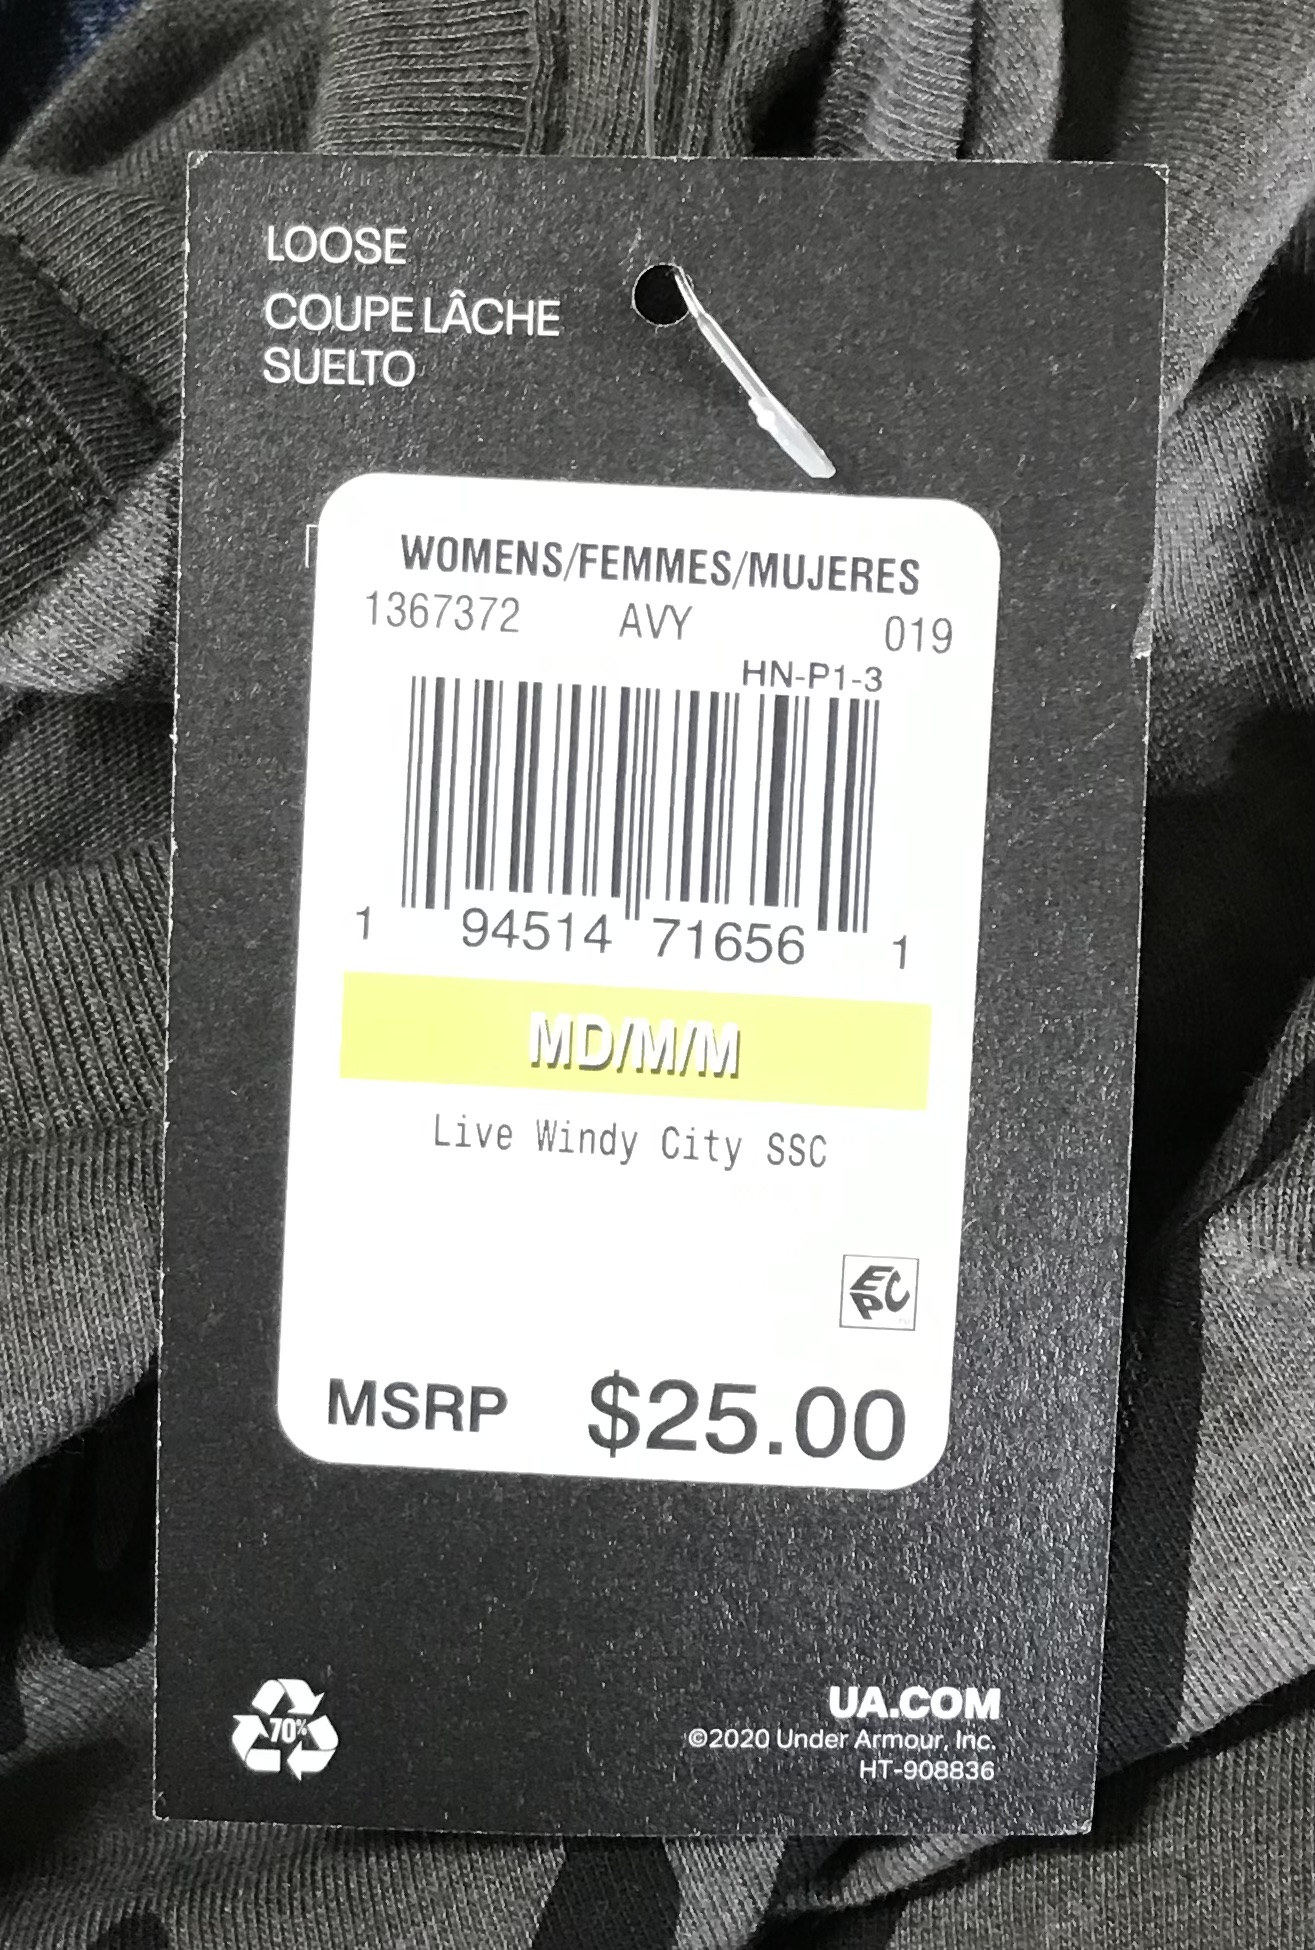 LOOSE
COUPE LÂCHE
SUELTO
WOMENS/FEMMES/MUJERES
1367372 AVY 019
HN-P1-3
1 94514 71656 1
MD/M/M
Live Windy City SSC
EPC
MSRP $25.00
70%
UA.COM
©2020 Under Armour, Inc.
HT-908836